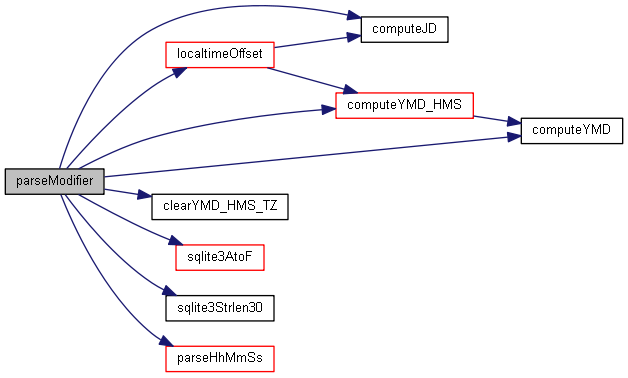 computeJD
localtimeOffset
computeYMD_HMS
computeYMD
parseModifier
clearYMD_HMS_TZ
sqlite3AtoF
sqlite3Strlen30
parseHhMmSs